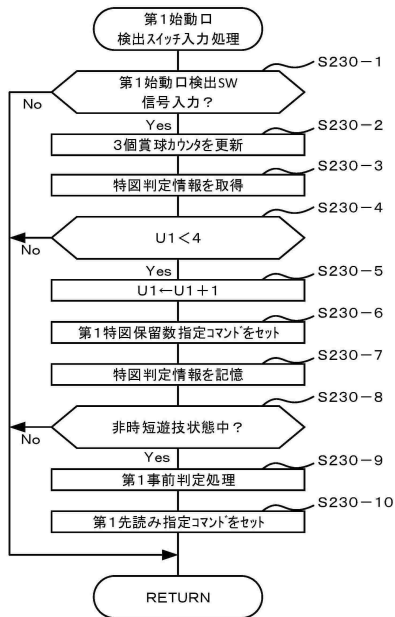 第1始動口
検出スイッチ入力処理
S230-1
第1始動口検出SW
信号入力?
No
Yes
S230-2
3個賞球カウンタを更新
S230-3
特図判定情報を取得
S230-4
U1<4
No
Yes
S230-5
U1←U1+1
S230-6
第1特図保留数指定コマンドをセット
S230-7
特図判定情報を記憶
S230-8
非時短遊技状態中?
No
Yes
S230-9
第1事前判定処理
S230-10
第1先読み指定コマンドをセット
RETURN